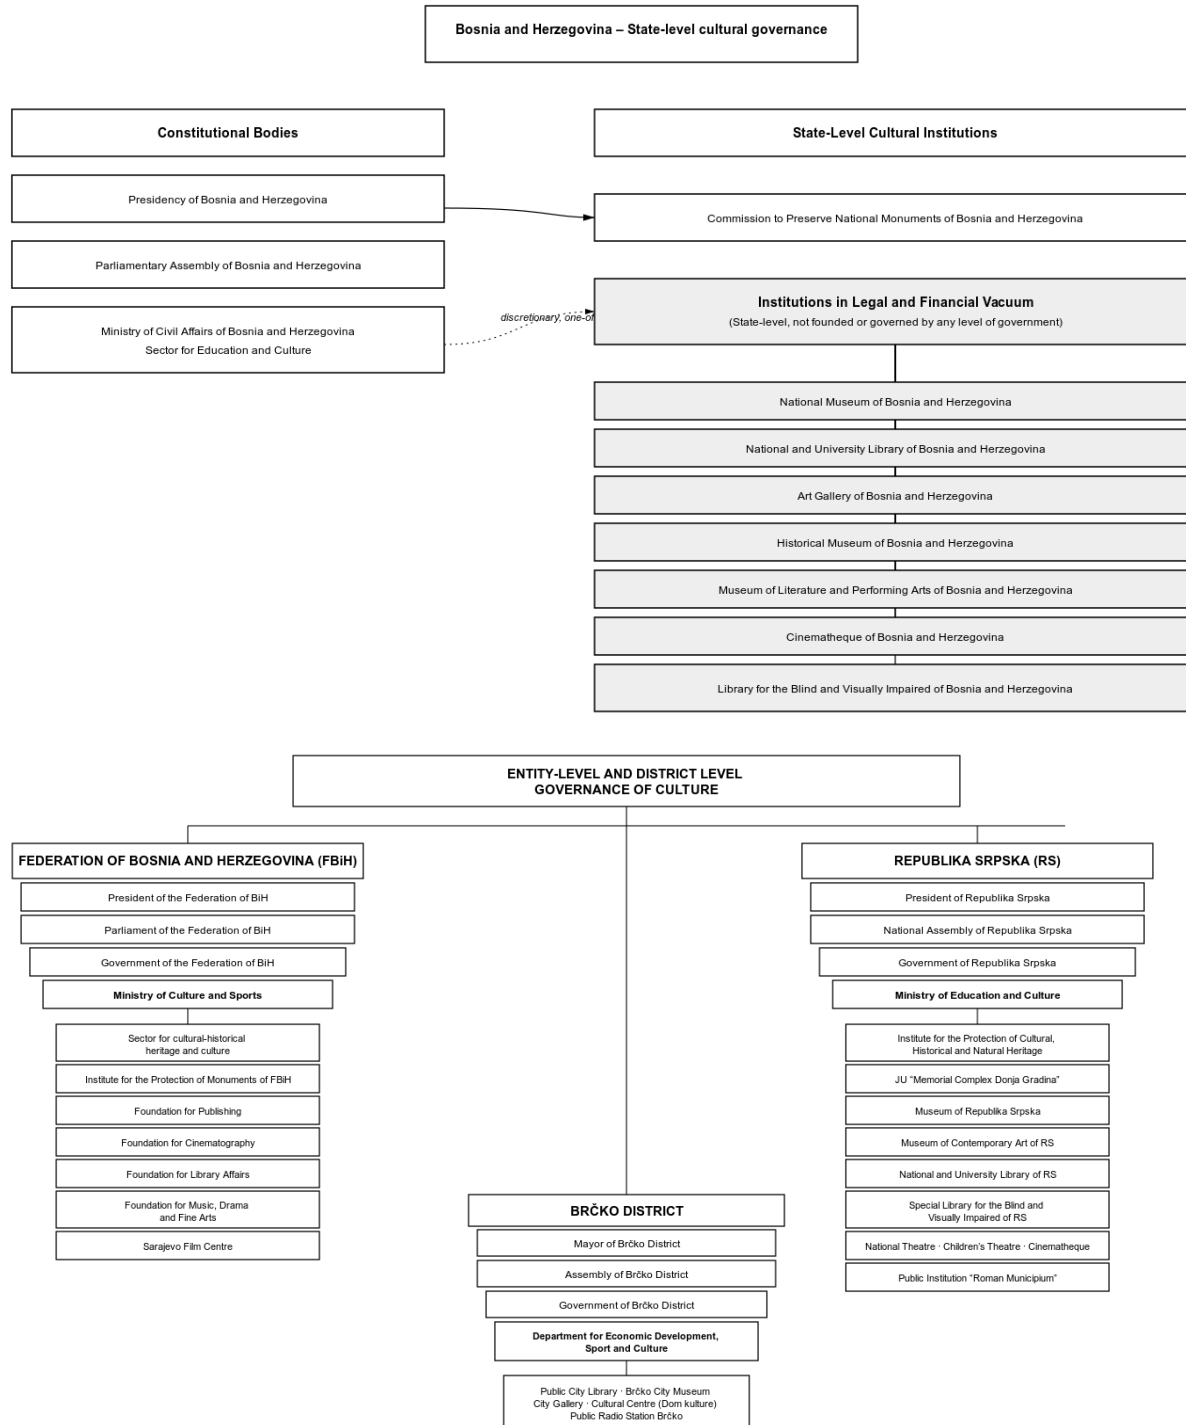 Bosnia and Herzegovina – State-level cultural governance
Constitutional Bodies
Presidency of Bosnia and Herzegovina
Parliamentary Assembly of Bosnia and Herzegovina
Ministry of Civil Affairs of Bosnia and Herzegovina
Sector for Education and Culture
discretionary, one-of
State-Level Cultural Institutions
Commission to Preserve National Monuments of Bosnia and Herzegovina
Institutions in Legal and Financial Vacuum
(State-level, not founded or governed by any level of government)
National Museum of Bosnia and Herzegovina
National and University Library of Bosnia and Herzegovina
Art Gallery of Bosnia and Herzegovina
Historical Museum of Bosnia and Herzegovina
Museum of Literature and Performing Arts of Bosnia and Herzegovina
Cinematheque of Bosnia and Herzegovina
Library for the Blind and Visually Impaired of Bosnia and Herzegovina
ENTITY-LEVEL AND DISTRICT LEVEL
GOVERNANCE OF CULTURE
FEDERATION OF BOSNIA AND HERZEGOVINA (FBiH)
President of the Federation of BiH
Parliament of the Federation of BiH
Government of the Federation of BiH
Ministry of Culture and Sports
Sector for cultural-historical
heritage and culture
Institute for the Protection of Monuments of FBiH
Foundation for Publishing
Foundation for Cinematography
Foundation for Library Affairs
Foundation for Music, Drama
and Fine Arts
Sarajevo Film Centre
BRČKO DISTRICT
Mayor of Brčko District
Assembly of Brčko District
Government of Brčko District
Department for Economic Development,
Sport and Culture
Public City Library · Brčko City Museum
City Gallery · Cultural Centre (Dom kulture)
Public Radio Station Brčko
REPUBLIKA SRPSKA (RS)
President of Republika Srpska
National Assembly of Republika Srpska
Government of Republika Srpska
Ministry of Education and Culture
Institute for the Protection of Cultural,
Historical and Natural Heritage
JU “Memorial Complex Donja Gradina”
Museum of Republika Srpska
Museum of Contemporary Art of RS
National and University Library of RS
Special Library for the Blind and
Visually Impaired of RS
National Theatre · Children’s Theatre · Cinematheque
Public Institution “Roman Municipium”